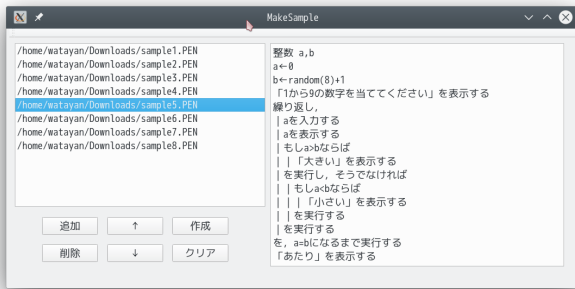 MakeSample
/home/watayan/Downloads/sample1.PEN
/home/watayan/Downloads/sample2.PEN
/home/watayan/Downloads/sample3.PEN
/home/watayan/Downloads/sample4.PEN
/home/watayan/Downloads/sample5.PEN
/home/watayan/Downloads/sample6.PEN
/home/watayan/Downloads/sample7.PEN
/home/watayan/Downloads/sample8.PEN
追加 ↑ 作成
削除 ↓ クリア
整数 a,b
a←0
b←random(8)+1
「1から9の数字を当ててください」を表示する
繰り返し,
｜aを入力する
｜aを表示する
｜もしa>bならば
｜｜「大きい」を表示する
｜を実行し, そうでなければ
｜｜もしa<bならば
｜｜｜「小さい」を表示する
｜｜を実行する
｜を実行する
を, a=bになるまで実行する
「あたり」を表示する